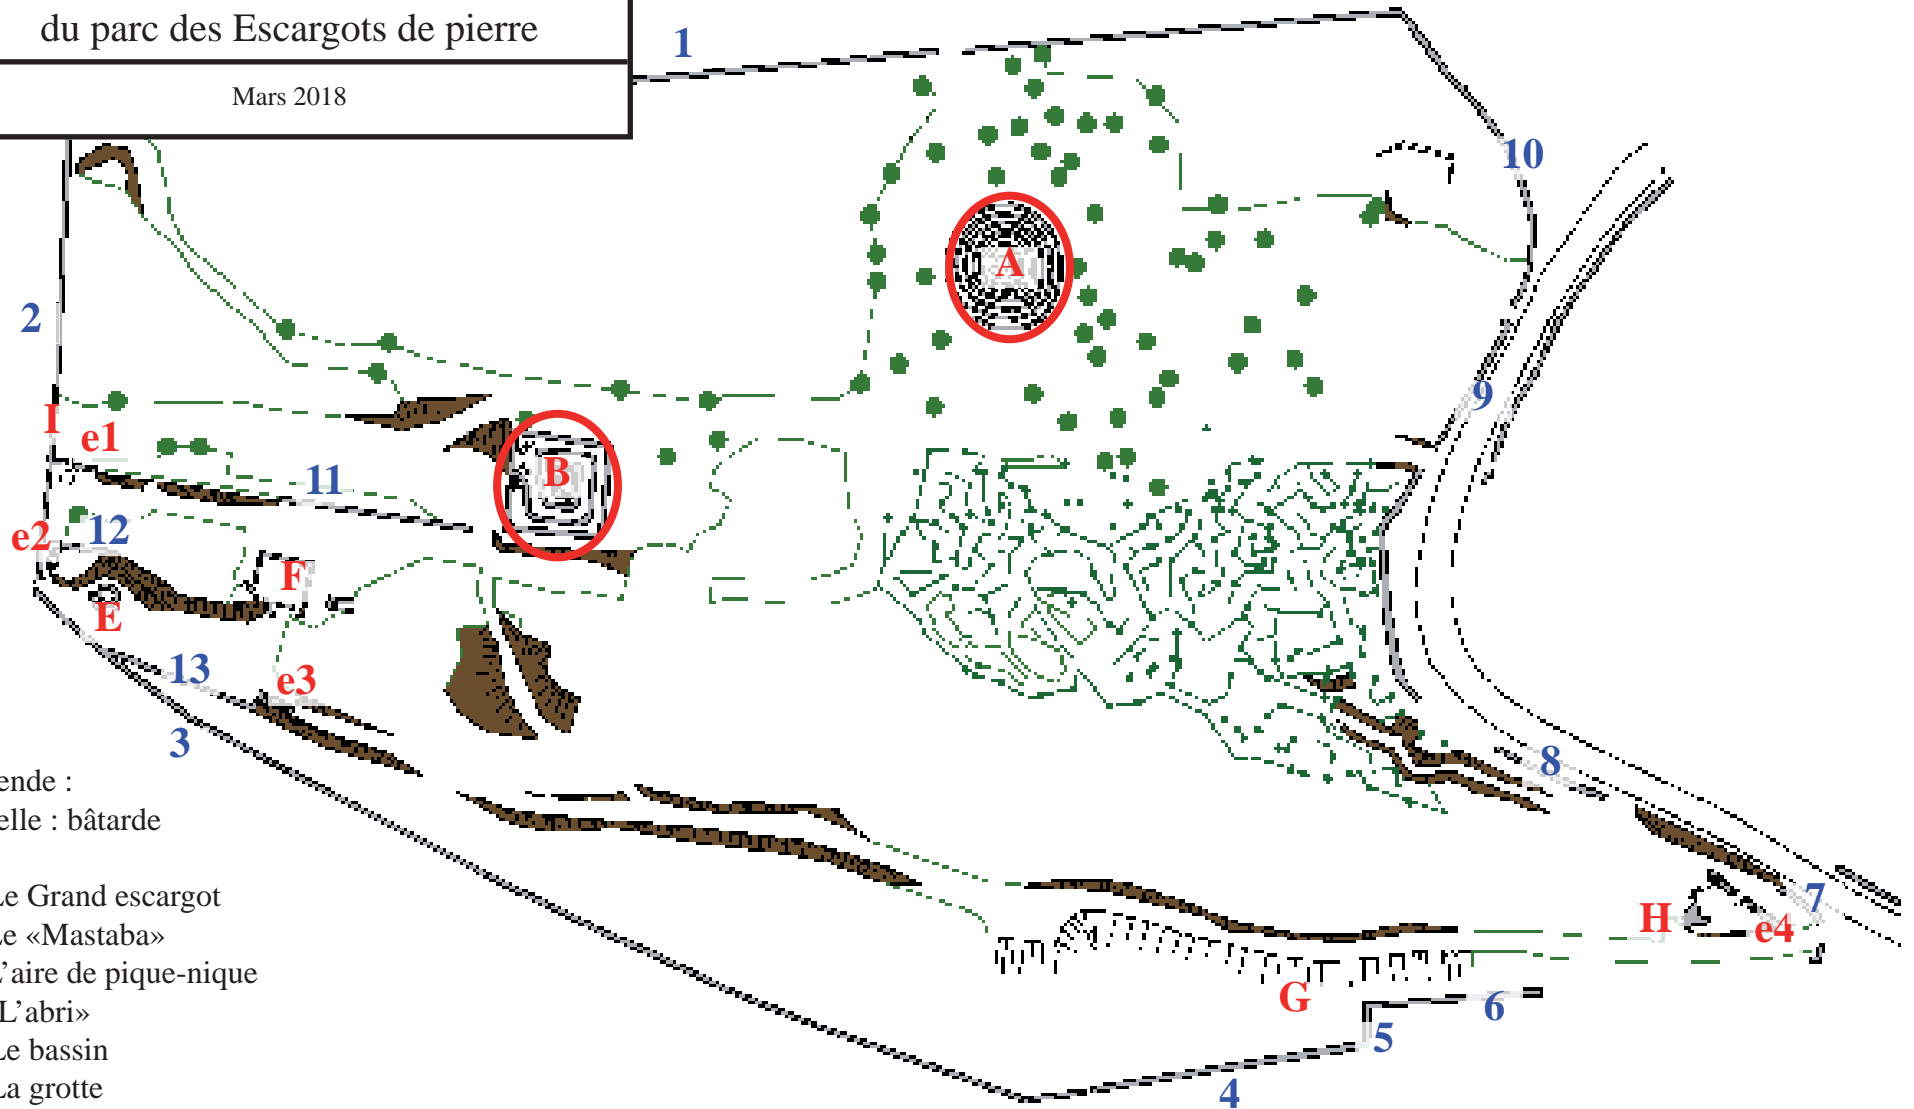 du parc des Escargots de pierre
Mars 2018
1
10
A
2
9
I
e1
B
11
e2
12
F
E
13
e3
3
8
ende :
elle : bâtarde
Le Grand escargot
Le «Mastaba»
L’aire de pique-nique
L’abri»
Le bassin
La grotte
7
H
e4
G
6
5
4